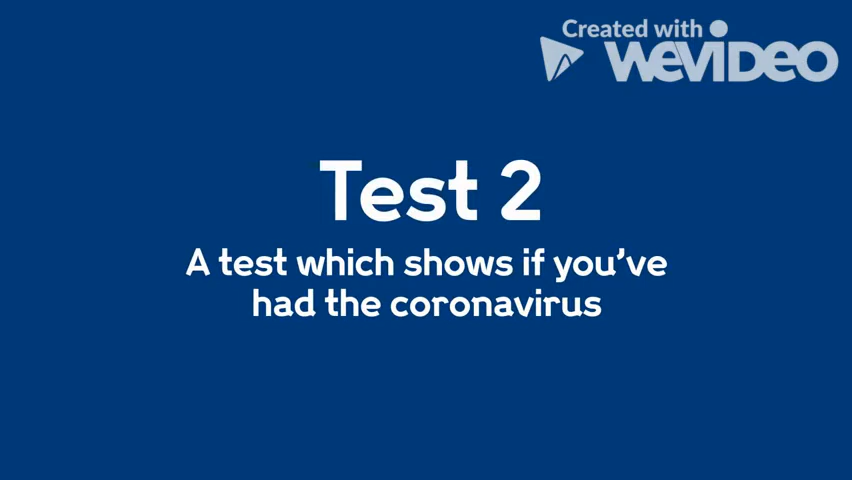 Created with
WEVIDEO
Test 2
A test which shows if you've
had the coronavirus